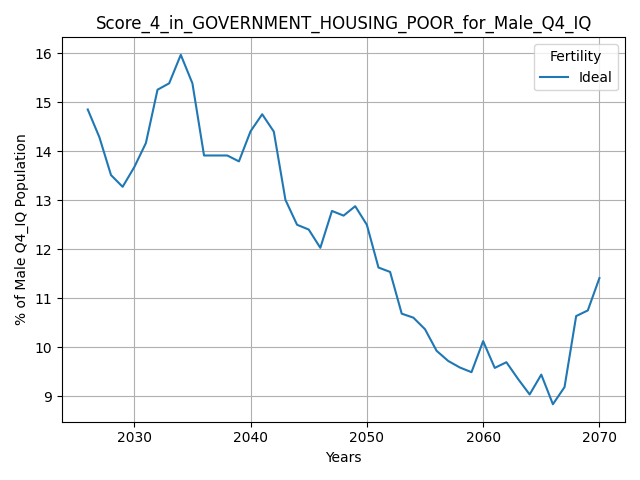 Score_4_in_GOVERNMENT_HOUSING_POOR_for_Male_Q4_IQ
Fertility
Ideal
% of Male Q4_IQ Population
16
15
14
13
12
11
10
9
2030 2040 2050 2060 2070
Years